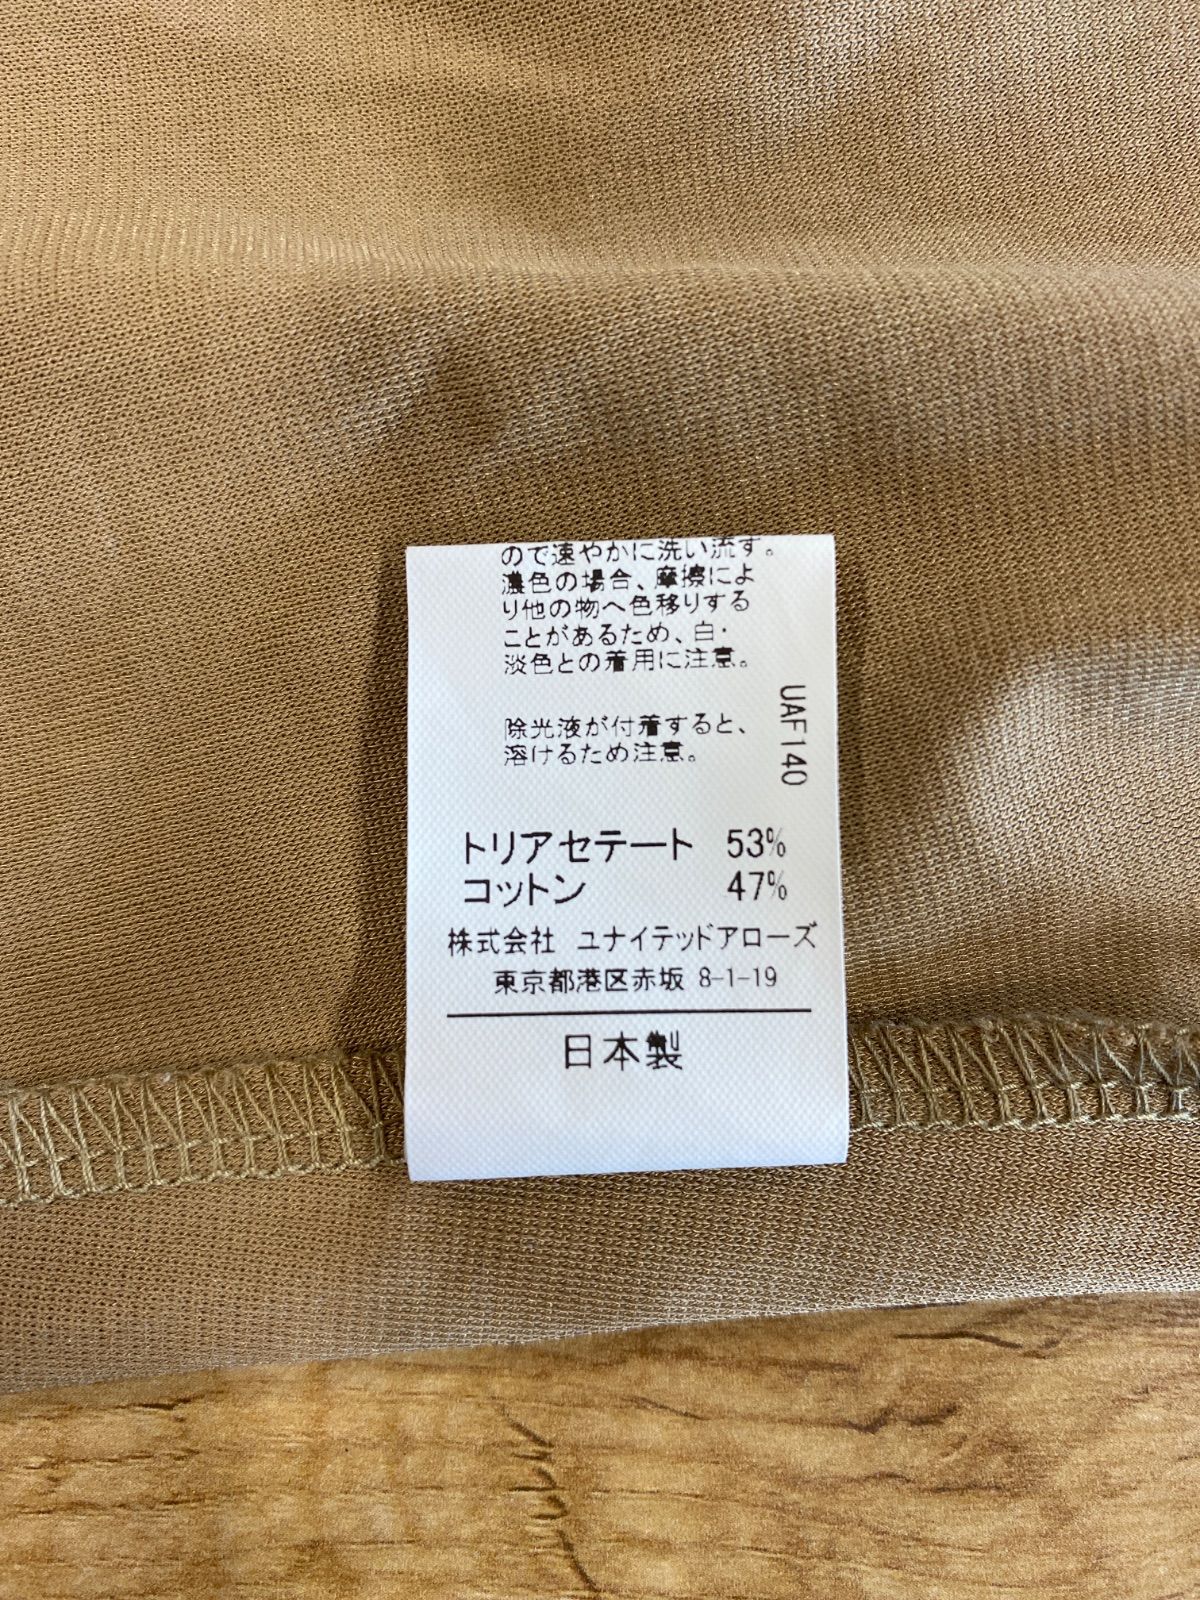 ので速やかに洗い流す。
濃色の場合、摩擦によ
り他の物へ色移りする
ことがあるため、白・
淡色との着用に注意。
UAF140
除光液が付着すると、
溶けるため注意。
トリアセテート 53%
コットン 47%
株式会社 ユナイテッドアローズ
東京都港区赤坂 8-1-19
日本製